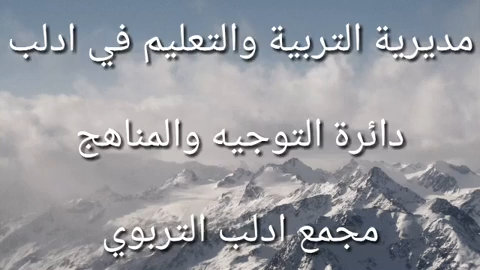 مديرية التربية والتعليم في ادلب
دائرة التوجيه والمناهج
مجمع ادلب التربوي